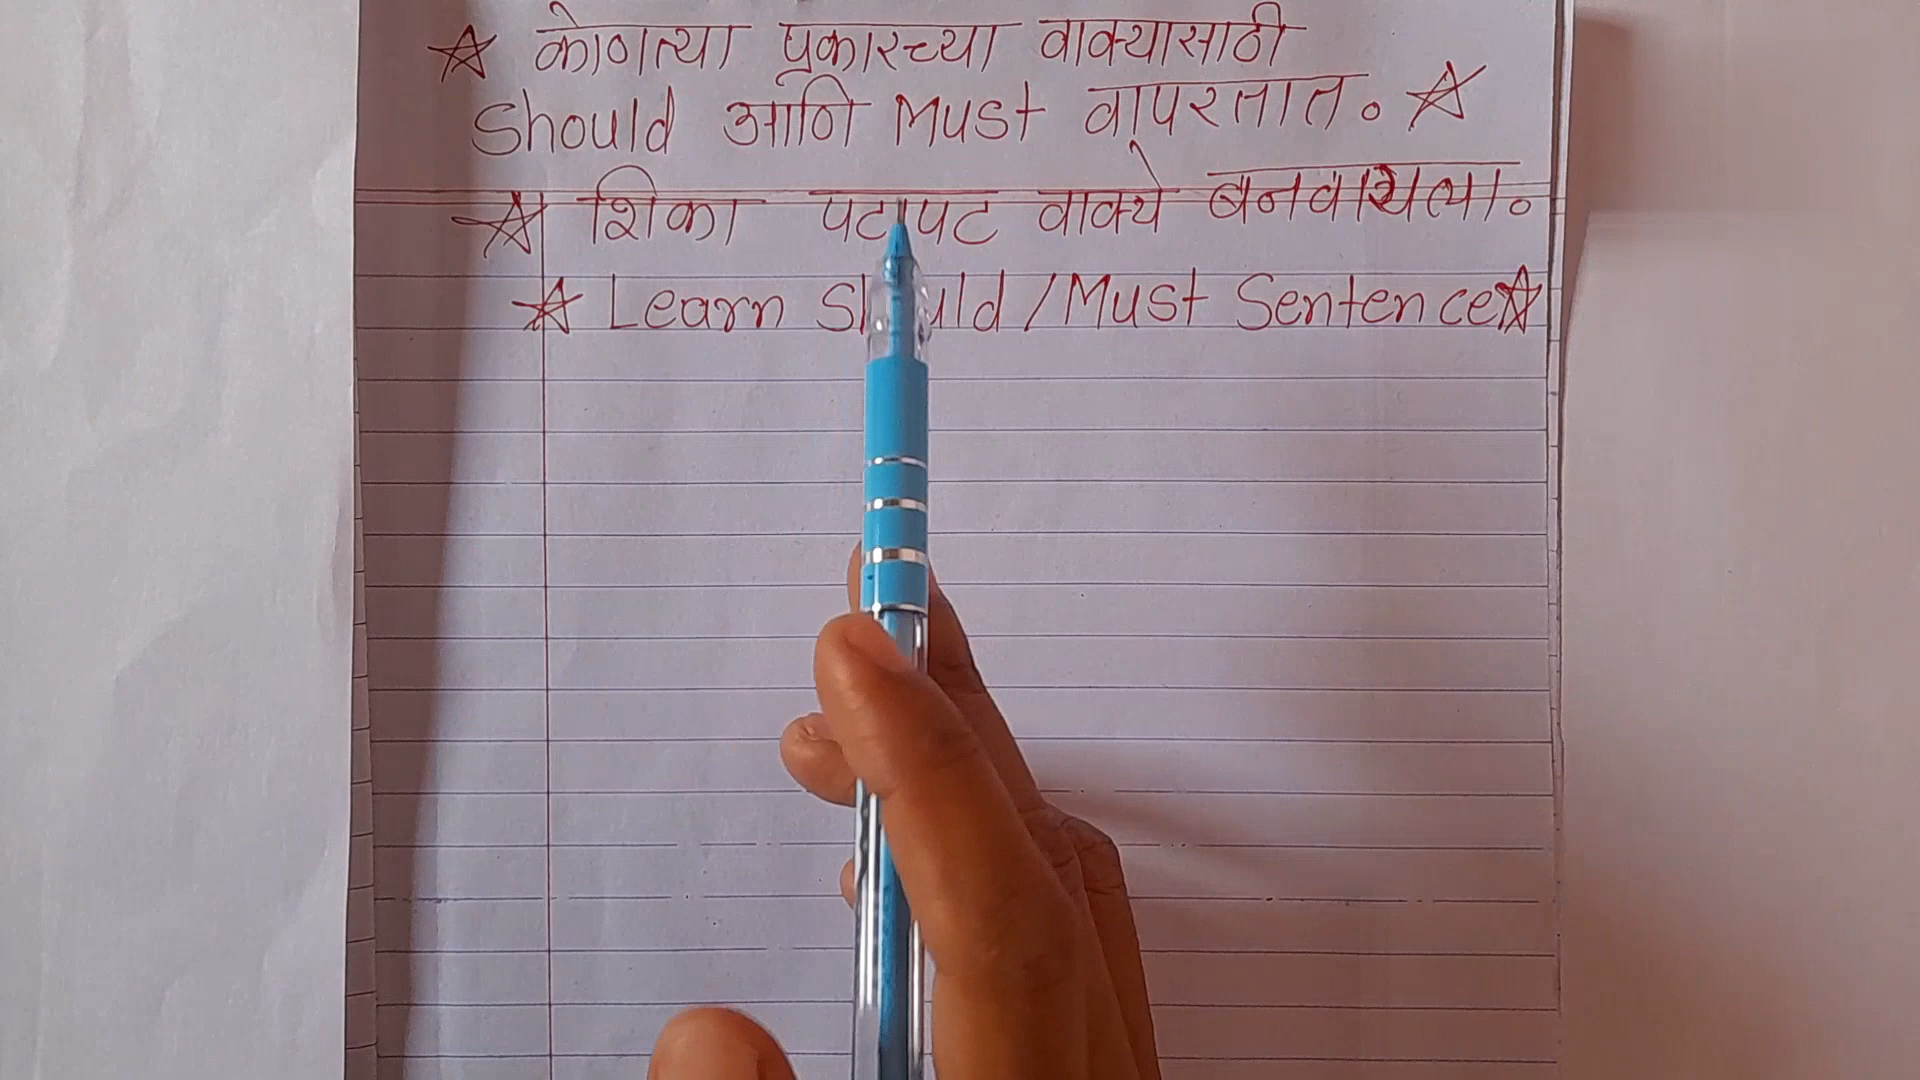 ☆ कोणत्या प्रकारच्या वाक्यासाठी
Should आणि Must वापरतात. ☆
☆ शिका पटापट वाक्ये बनवायला.
☆ Learn Should / Must Sentence ☆